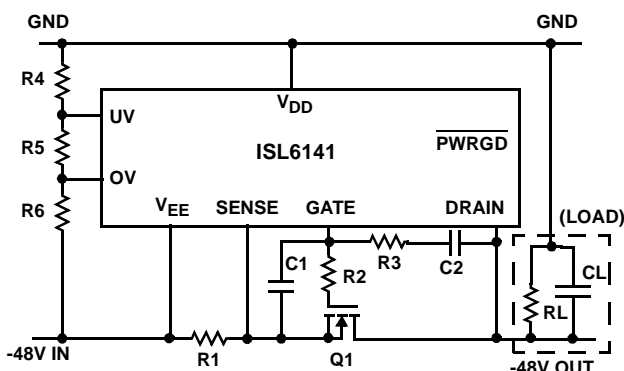 GND GND
R4
V_DD
UV
PWRGD
R5
ISL6141
OV
R6
V_EE SENSE GATE DRAIN
(LOAD)
C1
R3
C2
R2
CL
RL
-48V IN
R1
Q1
-48V OUT